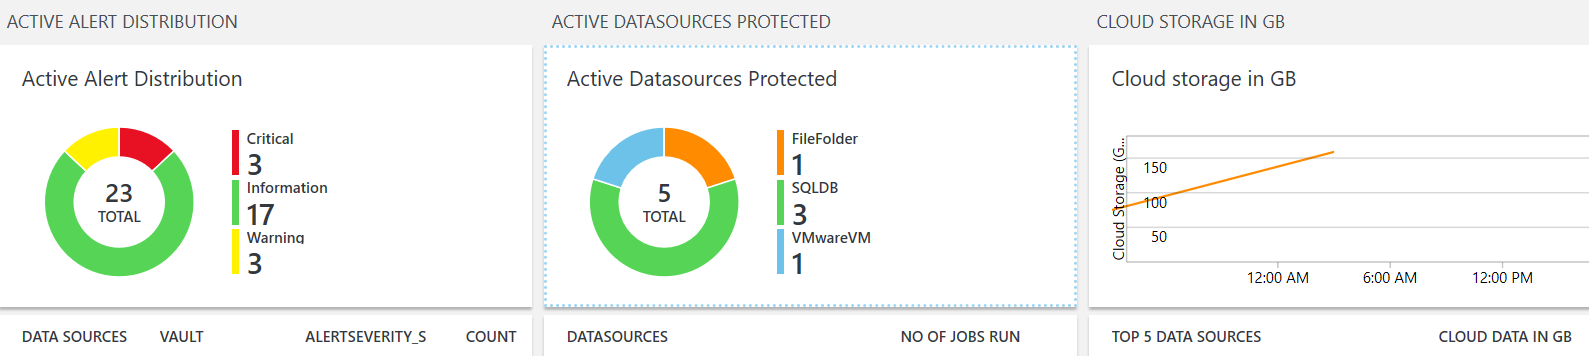 ACTIVE ALERT DISTRIBUTION
Active Alert Distribution
23
TOTAL
Critical
3
Information
17
Warning
3
DATA SOURCES VAULT ALERTSEVERITY_S COUNT
ACTIVE DATASOURCES PROTECTED
Active Datasources Protected
5
TOTAL
FileFolder
1
SQLDB
3
VMwareVM
1
DATASOURCES NO OF JOBS RUN
CLOUD STORAGE IN GB
Cloud storage in GB
Cloud Storage (G...
150
100
50
12:00 AM 6:00 AM 12:00 PM
TOP 5 DATA SOURCES CLOUD DATA IN GB